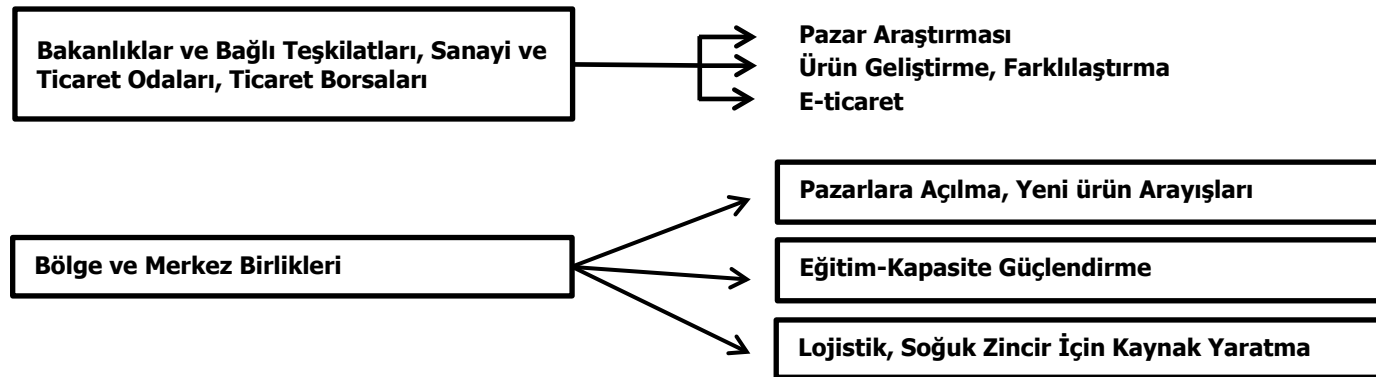 Bakanlıklar ve Bağlı Teşkilatları, Sanayi ve
Ticaret Odaları, Ticaret Borsaları
Pazar Araştırması
Ürün Geliştirme, Farklılaştırma
E-ticaret
Bölge ve Merkez Birlikleri
Pazarlara Açılma, Yeni ürün Arayışları
Eğitim-Kapasite Güçlendirme
Lojistik, Soğuk Zincir İçin Kaynak Yaratma